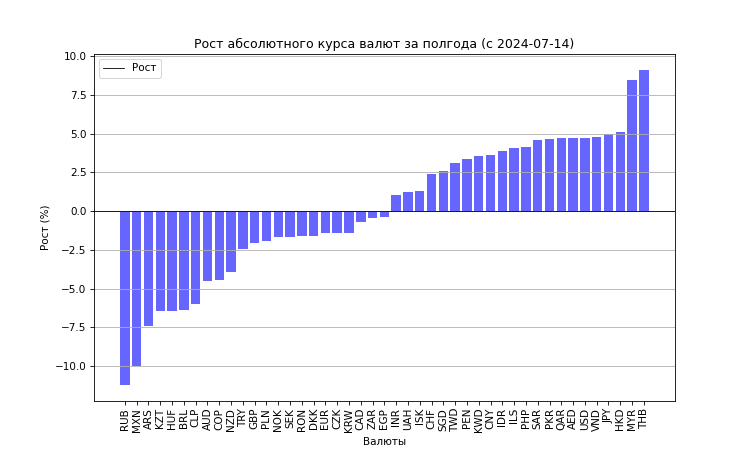 Рост абсолютного курса валют за полгода (с 2024-07-14)
Рост
10.0
7.5
5.0
2.5
0.0
−2.5
−5.0
−7.5
−10.0
Рост (%)
RUB
MXN
ARS
KZT
HUF
BRL
CLP
AUD
COP
NZD
TRY
GBP
PLN
NOK
SEK
RON
DKK
EUR
CZK
KRW
CAD
ZAR
EGP
INR
UAH
ISK
CHF
SGD
TWD
PEN
KWD
CNY
IDR
ILS
PHP
SAR
PKR
QAR
AED
USD
VND
JPY
HKD
MYR
THB
Валюты